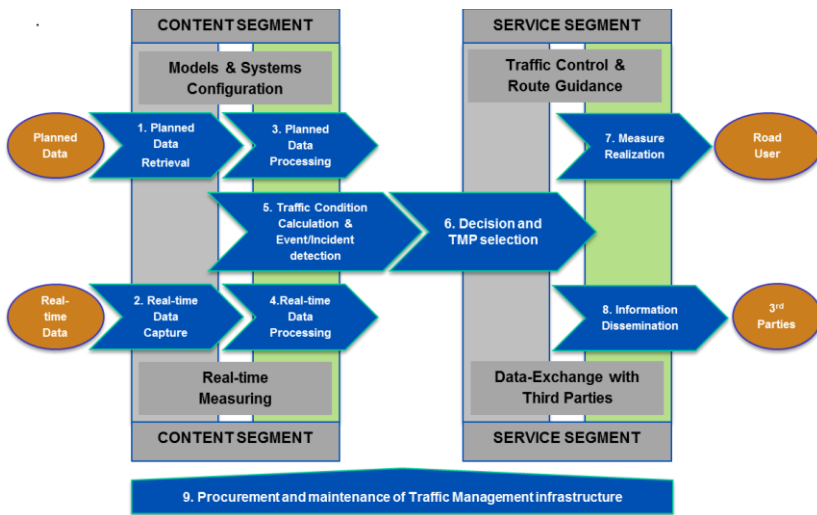 CONTENT SEGMENT
SERVICE SEGMENT
Models & Systems
Configuration
Traffic Control &
Route Guidance
Planned
Data
1. Planned
Data
Retrieval
3. Planned
Data
Processing
7. Measure
Realization
Road
User
5. Traffic Condition
Calculation &
Event/Incident
detection
6. Decision and
TMP selection
Real-
time
Data
2. Real-time
Data
Capture
4.Real-time
Data
Processing
8. Information
Dissemination
3rd
Parties
Real-time
Measuring
Data-Exchange with
Third Parties
CONTENT SEGMENT
SERVICE SEGMENT
9. Procurement and maintenance of Traffic Management infrastructure